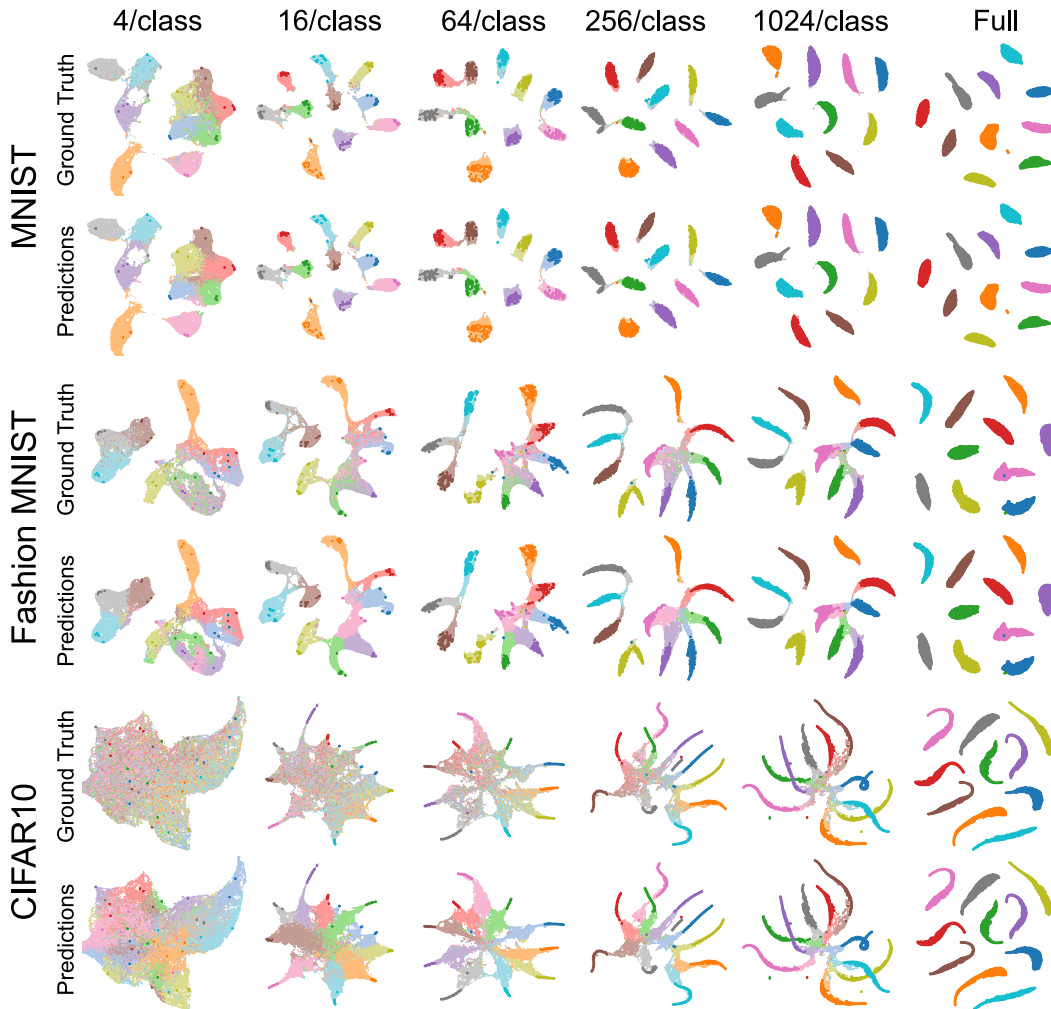 4/class 16/class 64/class 256/class 1024/class Full
MNIST
Ground Truth
Predictions
Fashion MNIST
Ground Truth
Predictions
CIFAR10
Ground Truth
Predictions